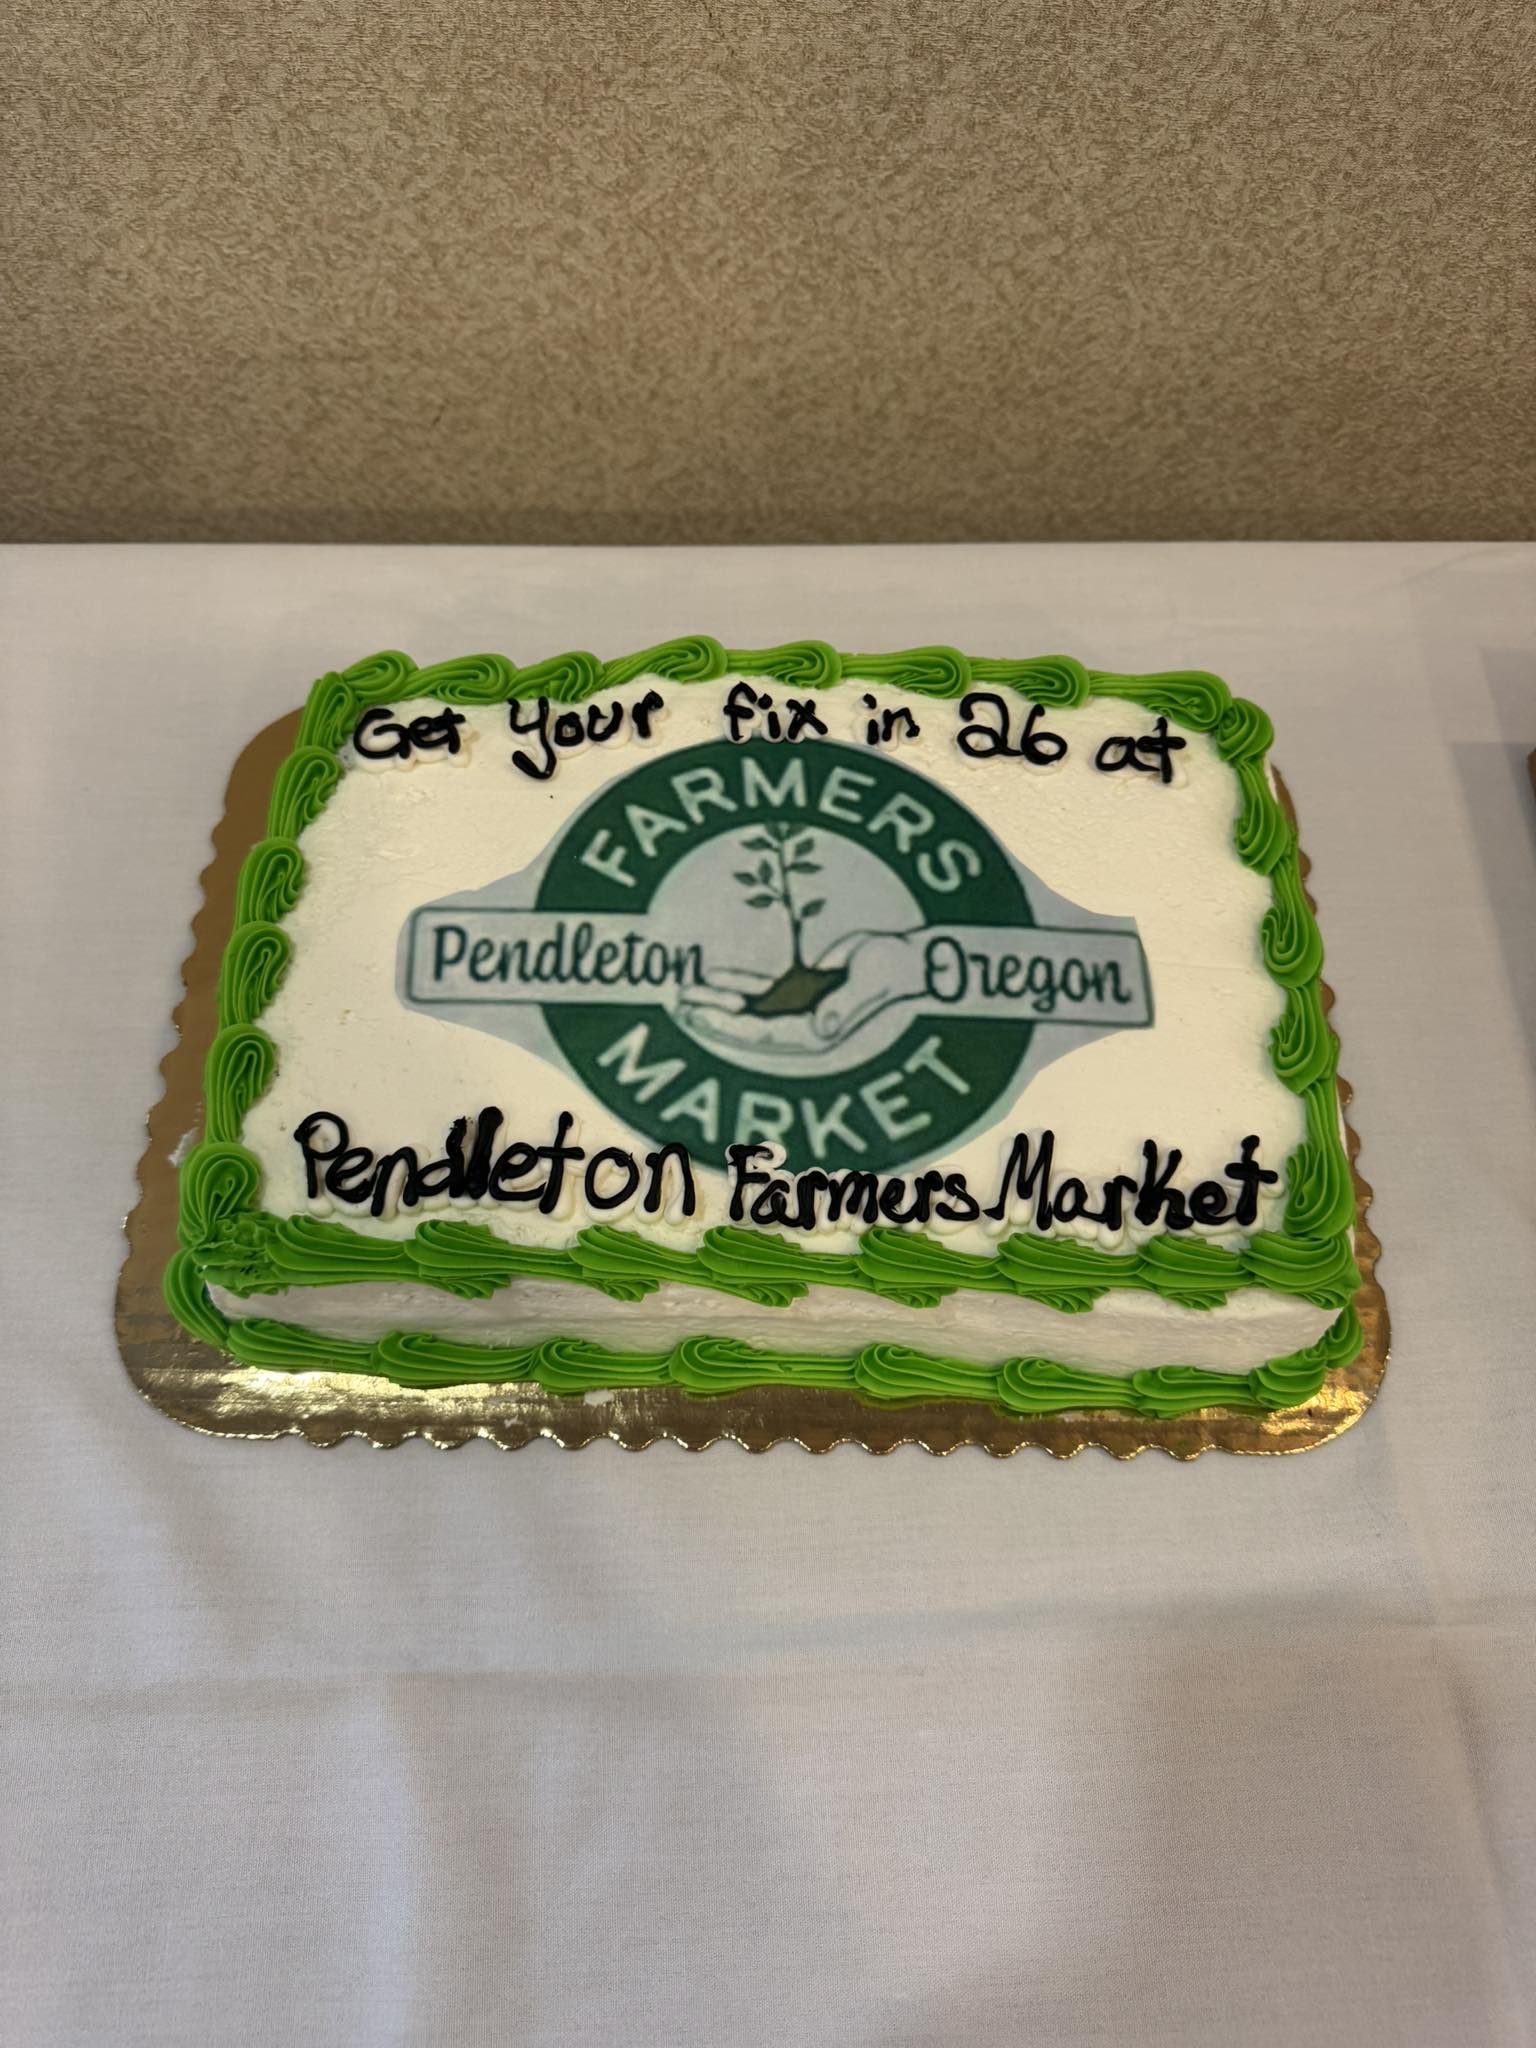 Get your fix in 26 at
FARMERS
Pendleton Oregon
MARKET
Pendleton Farmers Market